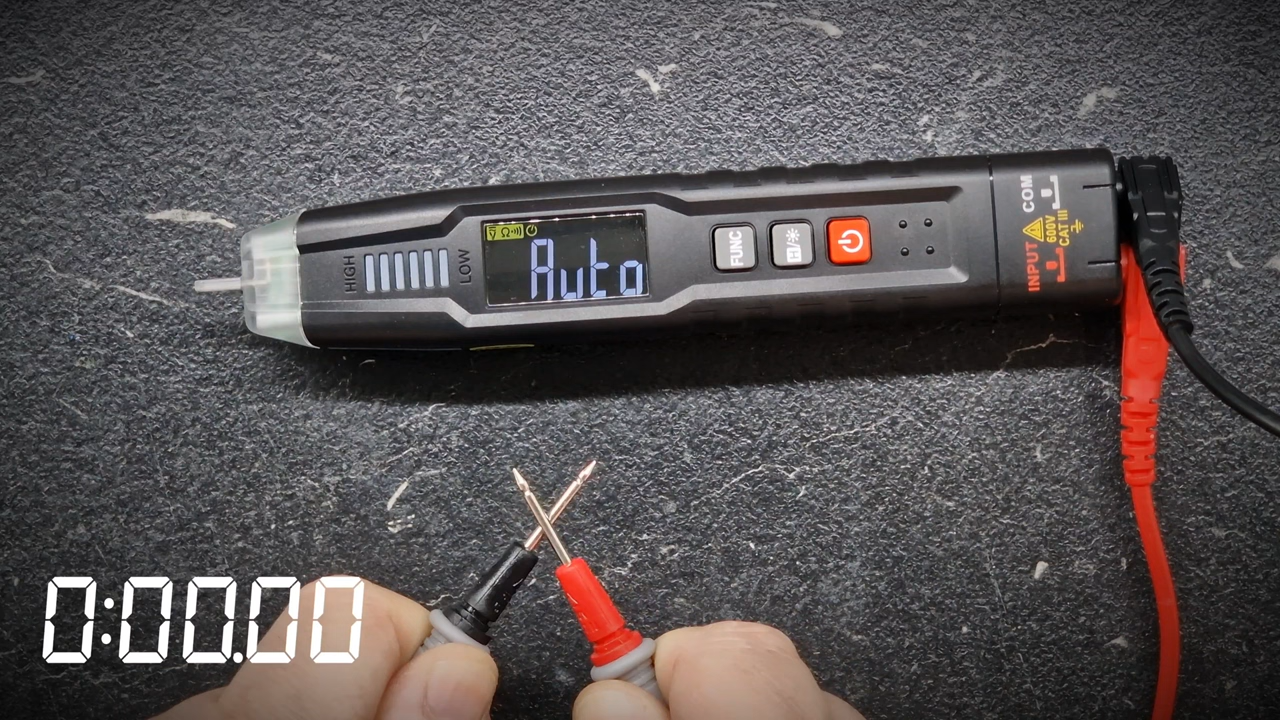 HIGH
LOW
Auto
FUNC
H/
INPUT
COM
600V
CAT III
0:00.00